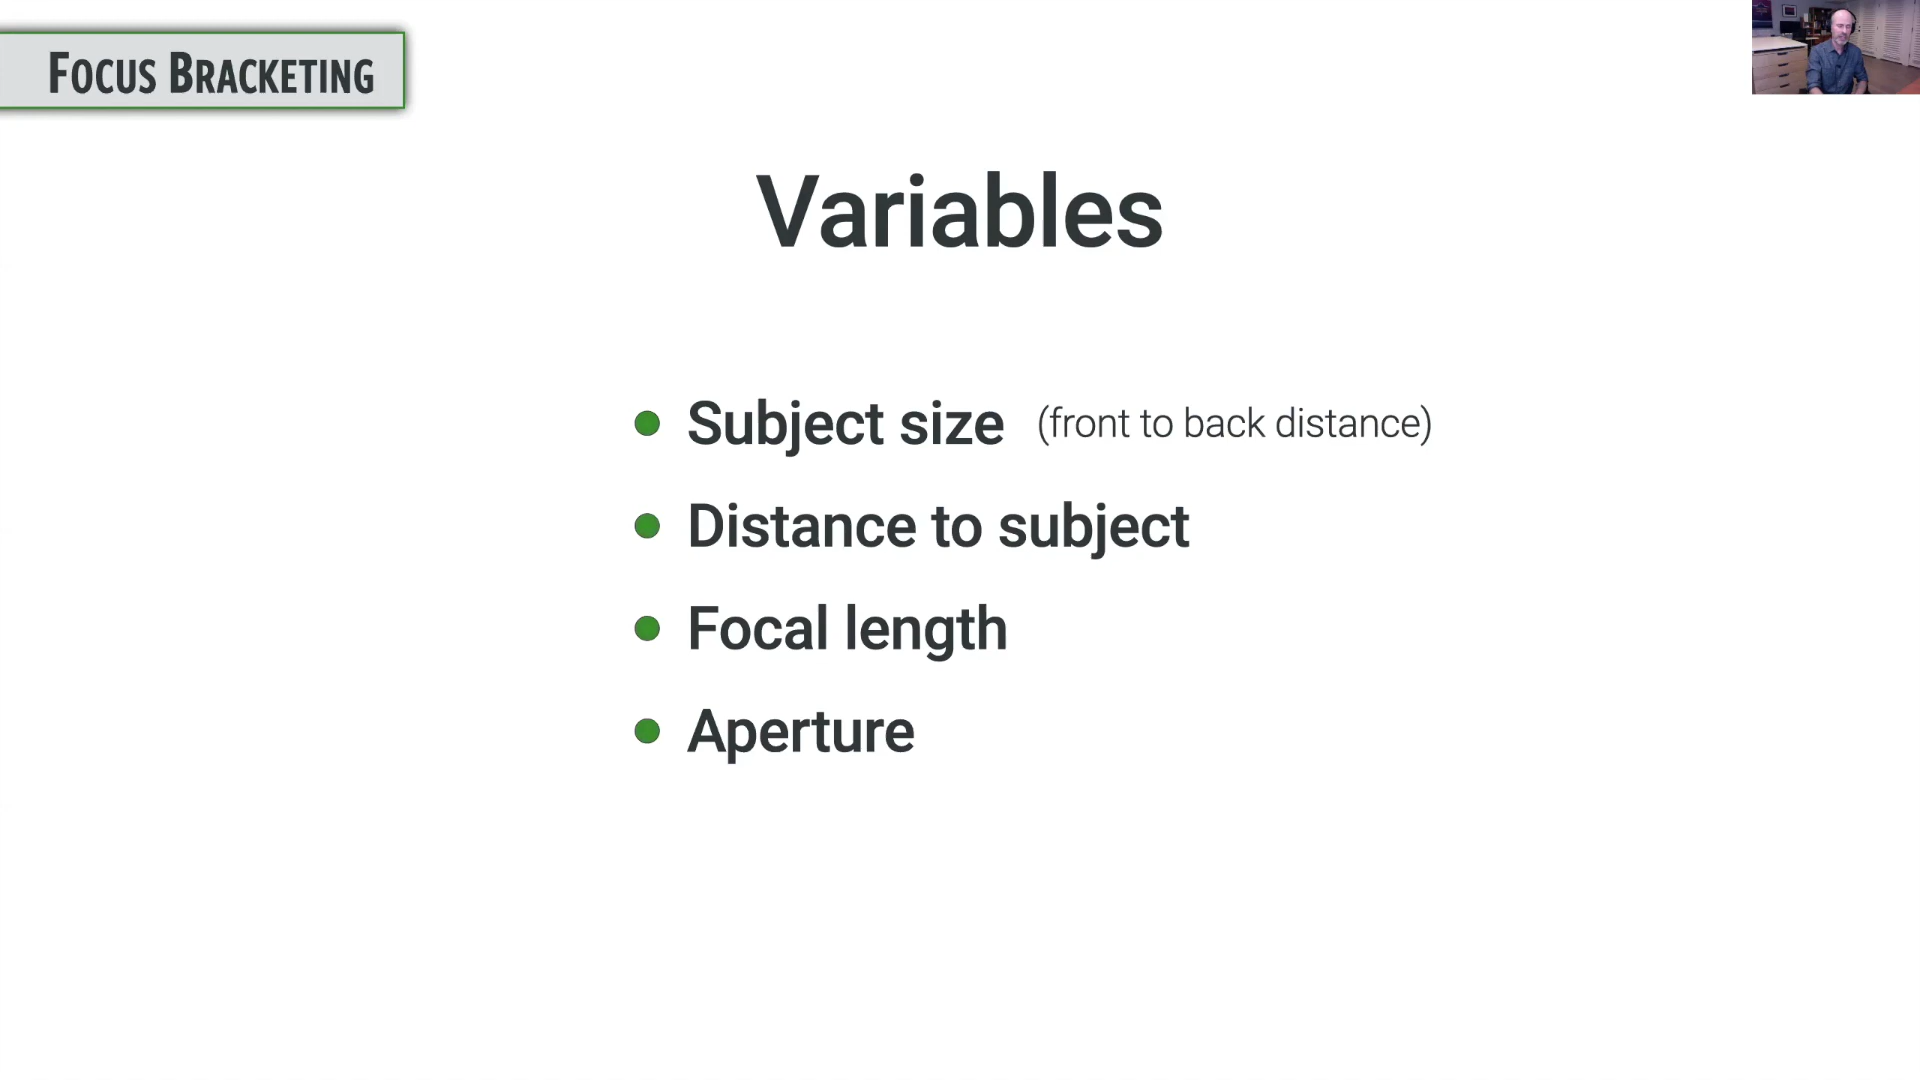 Focus Bracketing
Variables
Subject size (front to back distance)
Distance to subject
Focal length
Aperture